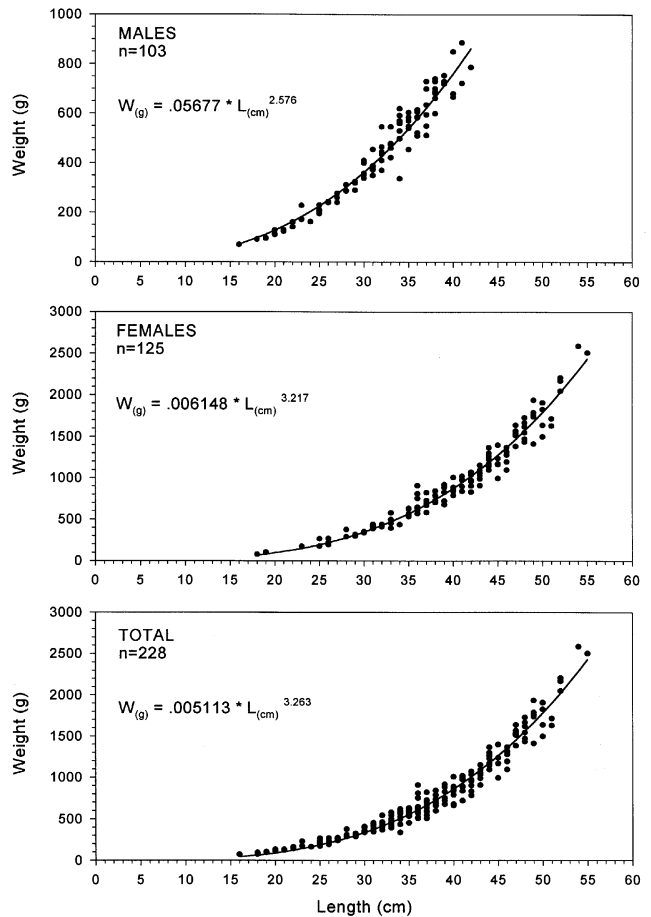 MALES
n=103
W(g) = .05677 * L(cm) 2.576
Weight (g)
1000
800
600
400
200
0
0 5 10 15 20 25 30 35 40 45 50 55 60
FEMALES
n=125
W(g) = .006148 * L(cm) 3.217
Weight (g)
3000
2500
2000
1500
1000
500
0
0 5 10 15 20 25 30 35 40 45 50 55 60
TOTAL
n=228
W(g) = .005113 * L(cm) 3.263
Weight (g)
3000
2500
2000
1500
1000
500
0
0 5 10 15 20 25 30 35 40 45 50 55 60
Length (cm)